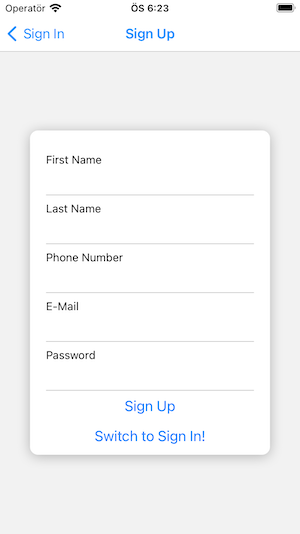 Operatör ÖS 6:23
Sign In Sign Up
First Name
Last Name
Phone Number
E-Mail
Password
Sign Up
Switch to Sign In!